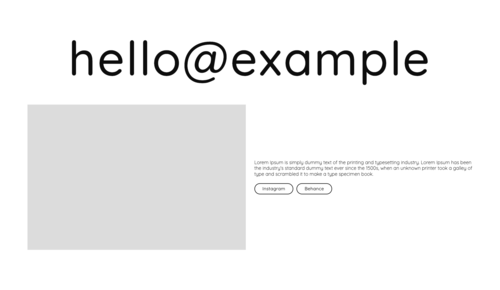 hello@example
Lorem Ipsum is simply dummy text of the printing and typesetting industry. Lorem Ipsum has been
the industry's standard dummy text ever since the 1500s, when an unknown printer took a galley of
type and scrambled it to make a type specimen book.
Instagram
Behance